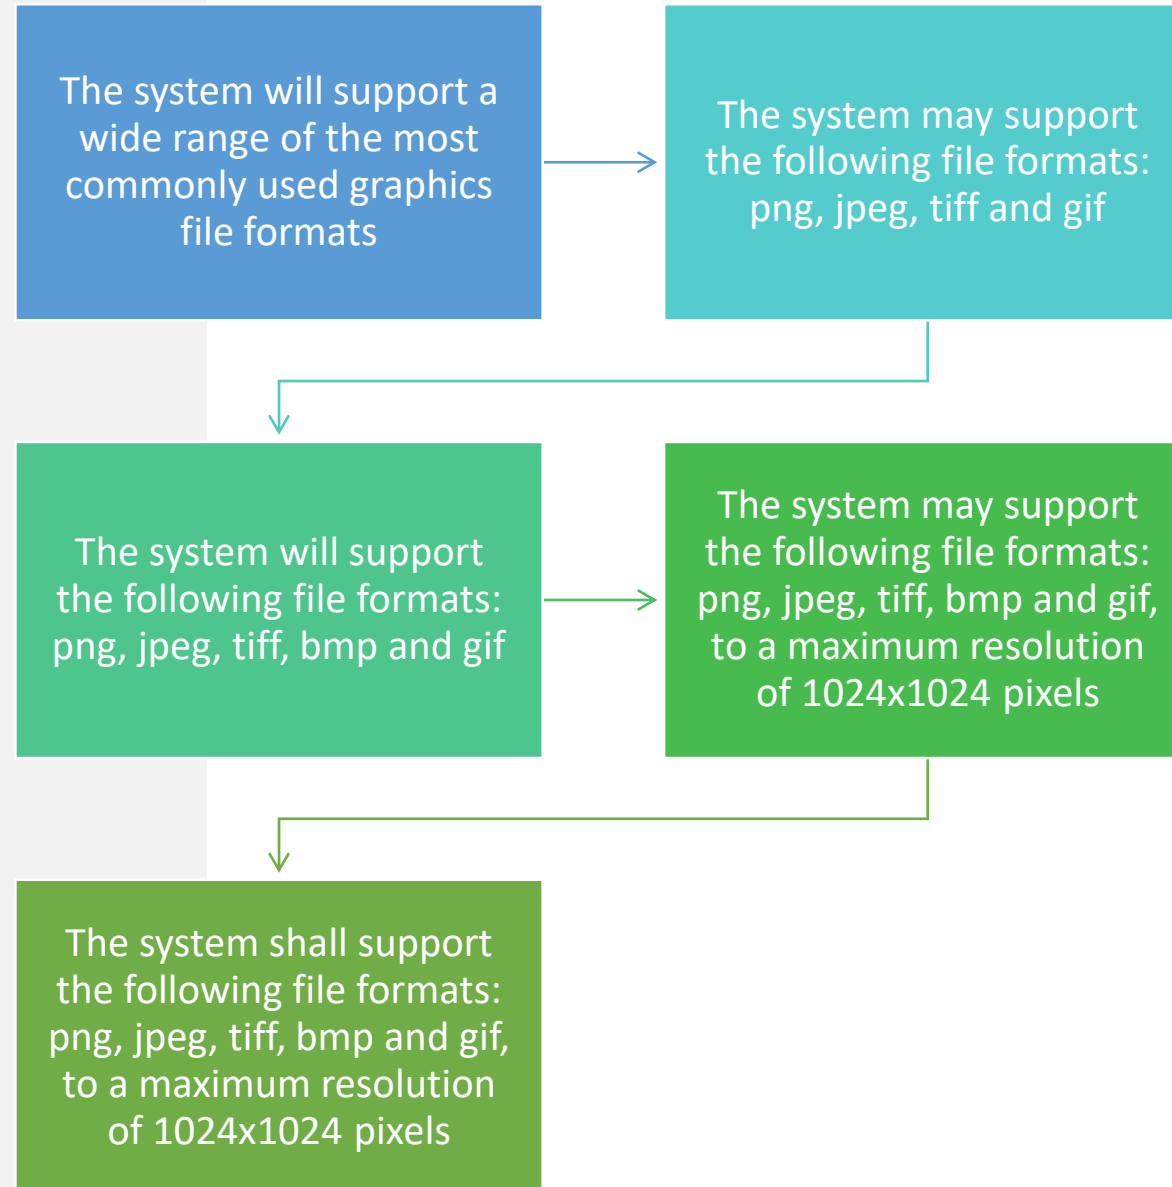 The system will support a
wide range of the most
commonly used graphics
file formats
The system may support
the following file formats:
png, jpeg, tiff and gif
The system will support
the following file formats:
png, jpeg, tiff, bmp and gif
The system may support
the following file formats:
png, jpeg, tiff, bmp and gif,
to a maximum resolution
of 1024x1024 pixels
The system shall support
the following file formats:
png, jpeg, tiff, bmp and gif,
to a maximum resolution
of 1024x1024 pixels